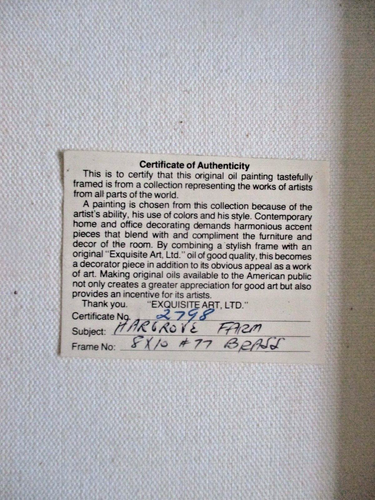 Certificate of Authenticity
This is to certify that this original oil painting tastefully
framed is from a collection representing the works of artists
from all parts of the world.
A painting is chosen from this collection because of the
artist's ability, his use of colors and his style. Contemporary
home and office decorating demands harmonious accent
pieces that blend with and compliment the furniture and
decor of the room. By combining a stylish frame with an
original "Exquisite Art, Ltd." oil of good quality, this becomes
a decorator piece in addition to its obvious appeal as a work
of art. Making original oils available to the American public
not only creates a greater appreciation for good art but also
provides an incentive for its artists.
Thank you. "EXQUISITE ART, LTD."
Certificate No. 2798
Subject: HARGROVE FARM
Frame No: 8X10 #77 BRASS